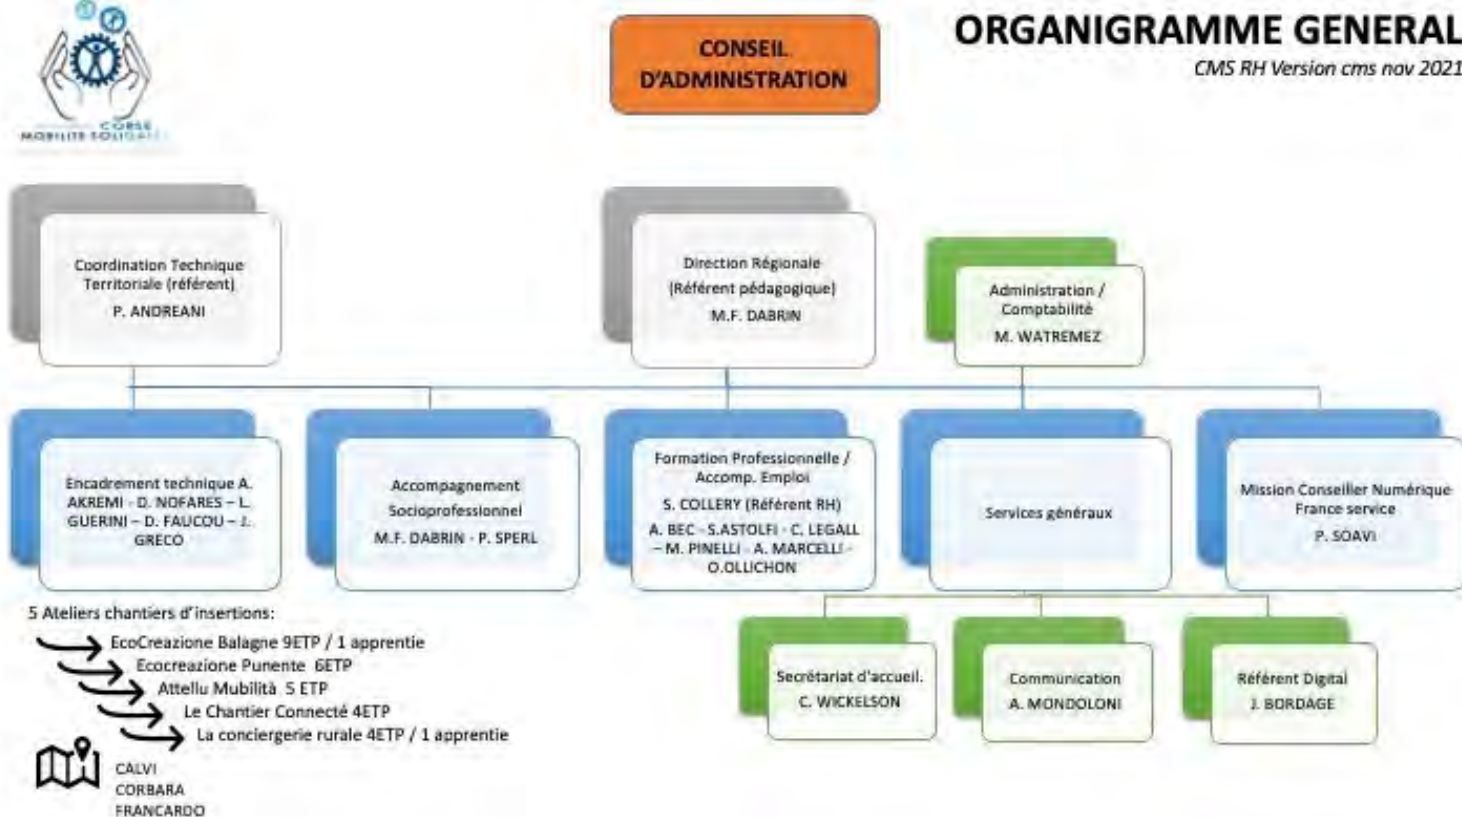 CORSE
MOBILITE SOLIDAIRE
CONSEIL
D'ADMINISTRATION
ORGANIGRAMME GENERAL
CMS RH Version cms nov 2021
Coordination Technique
Territoriale (référent)
P. ANDREANI
Direction Régionale
(Référent pédagogique)
M.F. DABRIN
Administration /
Comptabilité
M. WATREMEZ
Encadrement technique A.
AKREMI - D. NOFARES – L.
GUERINI – D. FAUCOU – J.
GRECO
Accompagnement
Socioprofessionnel
M.F. DABRIN - P. SPERL
Formation Professionnelle /
Accomp. Emploi
S. COLLERY (Référent RH)
A. BEC - S.ASTOLFI - C. LEGALL
– M. PINELLI - A. MARCELLI -
O.OLLICHON
Services généraux
Mission Conseiller Numérique
France service
P. SOAVI
5 Ateliers chantiers d'insertions:
EcoCreazione Balagne 9ETP / 1 apprentie
Ecocreazione Punente 6ETP
Attellu Mubilità 5 ETP
Le Chantier Connecté 4ETP
La conciergerie rurale 4ETP / 1 apprentie
CALVI
CORBARA
FRANCARDO
Secrétariat d'accueil.
C. WICKELSON
Communication
A. MONDOLONI
Référent Digital
J. BORDAGE